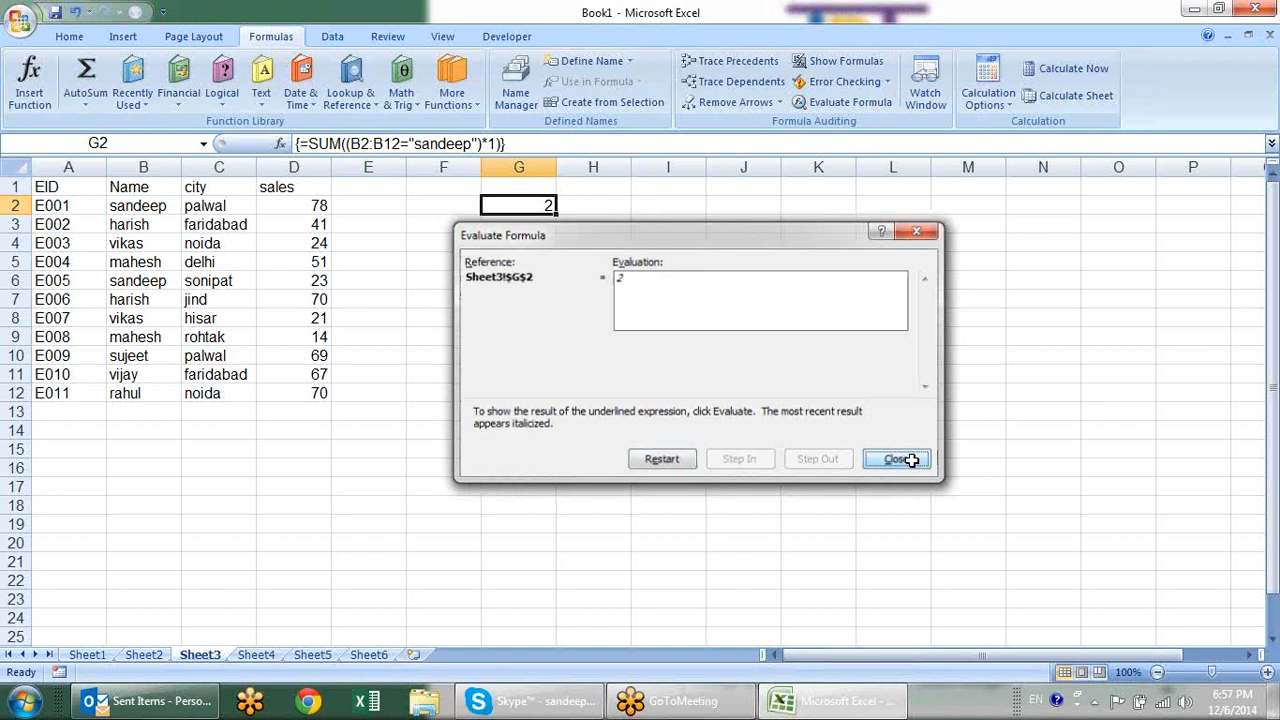 Book1 - Microsoft Excel
Home Insert Page Layout Formulas Data Review View Developer
Insert Function
AutoSum
Recently Used
Financial
Logical
Text
Date & Time
Lookup & Reference
Math & Trig
More Functions
Function Library
Name Manager
Define Name
Use in Formula
Create from Selection
Defined Names
Trace Precedents
Trace Dependents
Remove Arrows
Show Formulas
Error Checking
Evaluate Formula
Formula Auditing
Watch Window
Calculation Options
Calculate Now
Calculate Sheet
Calculation
G2 fx {=SUM((B2:B12="sandeep")*1)}
A B C D E F G H I J K L M N O P
1 EID Name city sales
2 E001 sandeep palwal 78 2
3 E002 harish faridabad 41
4 E003 vikas noida 24
5 E004 mahesh delhi 51
6 E005 sandeep sonipat 23
7 E006 harish jind 70
8 E007 vikas hisar 21
9 E008 mahesh rohtak 14
10 E009 sujeet palwal 69
11 E010 vijay faridabad 67
12 E011 rahul noida 70
13
14
15
16
17
18
19
20
21
22
23
24
25
Evaluate Formula
Reference: Evaluation:
Sheet3!$G$2 = 2
To show the result of the underlined expression, click Evaluate. The most recent result
appears italicized.
Restart Step In Step Out Close
Sheet1 Sheet2 Sheet3 Sheet4 Sheet5 Sheet6
Ready 100%
Sent Items - Perso... Skype™ - sandeep... GoToMeeting Microsoft Excel - ... EN 6:57 PM
12/6/2014